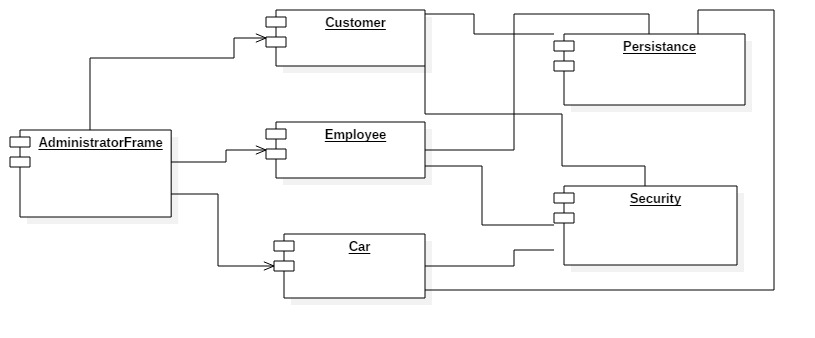 Customer
Persistance
Employee
AdministratorFrame
Security
Car